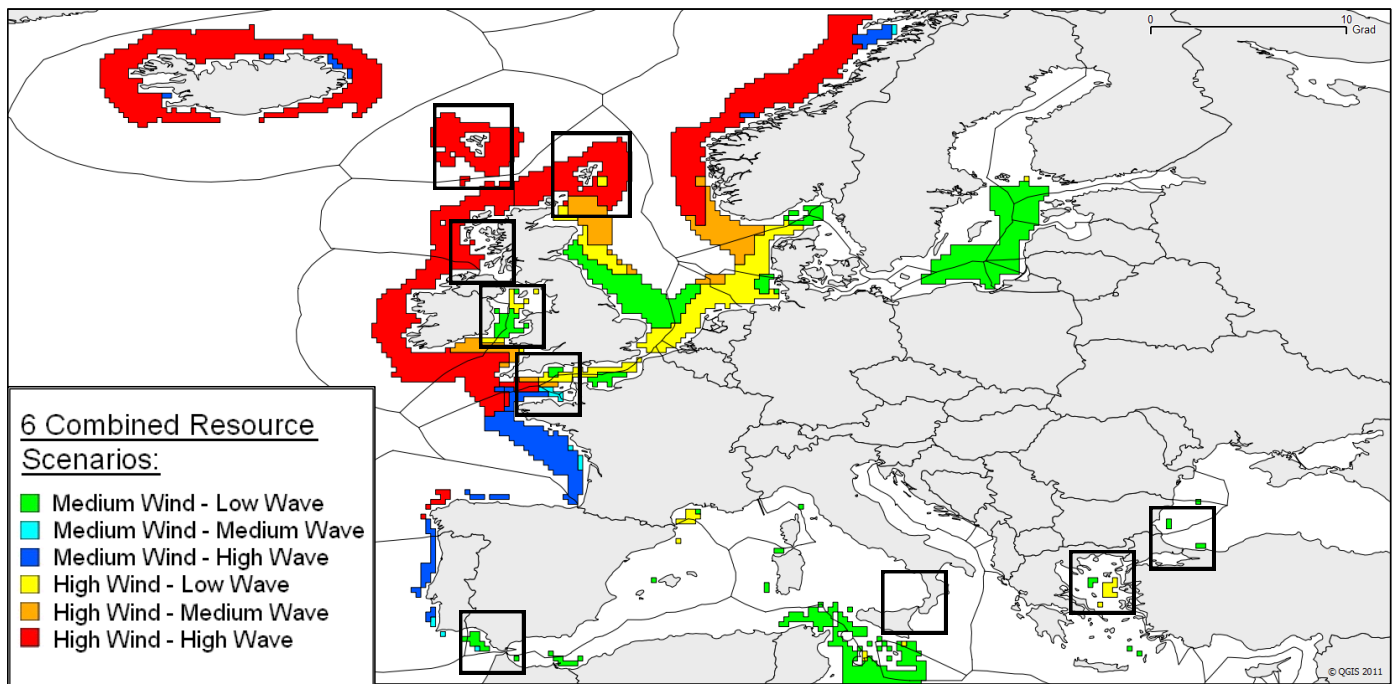 0 10
Grad
6 Combined Resource
Scenarios:
Medium Wind - Low Wave
Medium Wind - Medium Wave
Medium Wind - High Wave
High Wind - Low Wave
High Wind - Medium Wave
High Wind - High Wave
© QGIS 2011